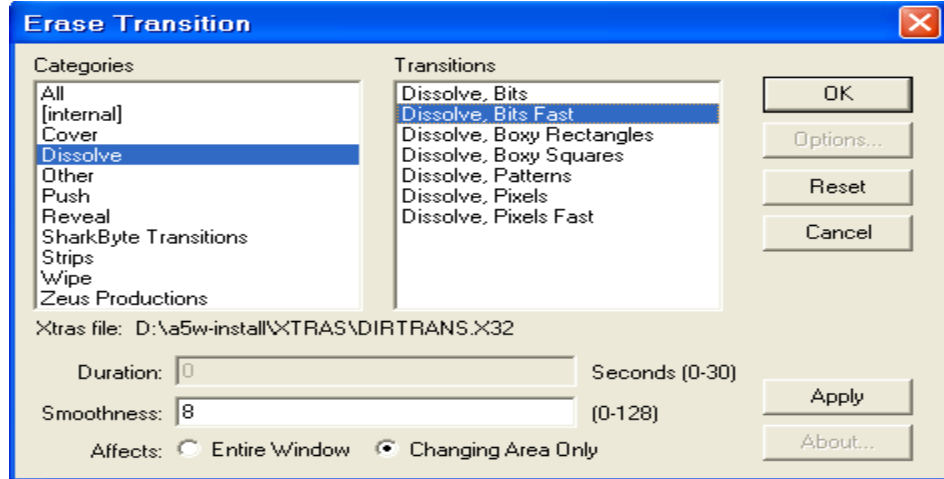 Erase Transition
Categories
All
[internal]
Cover
Dissolve
Other
Push
Reveal
SharkByte Transitions
Strips
Wipe
Zeus Productions
Transitions
Dissolve, Bits
Dissolve, Bits Fast
Dissolve, Boxy Rectangles
Dissolve, Boxy Squares
Dissolve, Patterns
Dissolve, Pixels
Dissolve, Pixels Fast
OK
Options...
Reset
Cancel
Xtras file: D:\a5w-install\XTRAS\DIRTRANS.X32
Duration: 0 Seconds (0-30)
Smoothness: 8 (0-128)
Affects: Entire Window Changing Area Only
Apply
About...